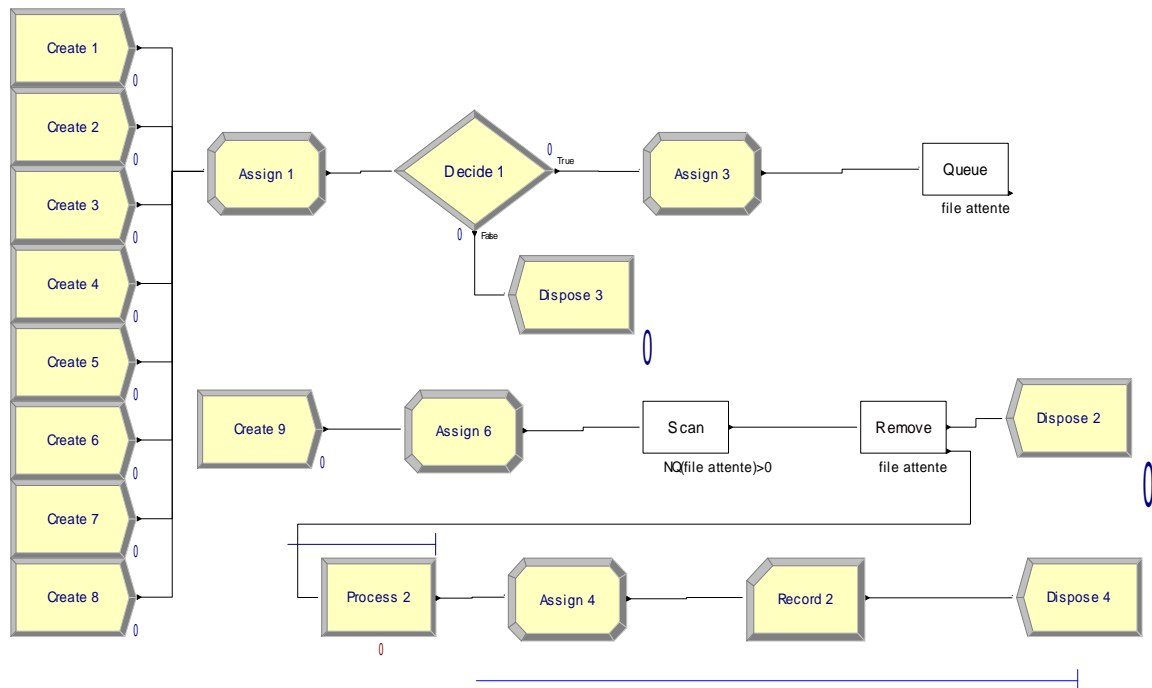 Create 1
0
Create 2
0
Create 3
0
Create 4
0
Create 5
0
Create 6
0
Create 7
0
Create 8
0
Assign 1
Decide 1
0
True
0
False
Assign 3
Queue
file attente
Dispose 3
0
Create 9
0
Assign 6
Scan
NQ(file attente)>0
Remove
file attente
Dispose 2
0
Process 2
0
Assign 4
Record 2
Dispose 4